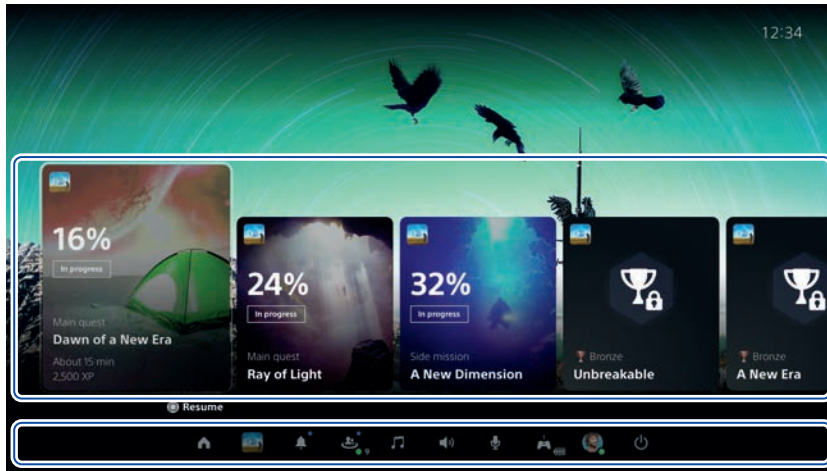 12:34
16%
In progress
Main quest
Dawn of a New Era
About 15 min
2,500 XP
24%
In progress
Main quest
Ray of Light
32%
In progress
Side mission
A New Dimension
Bronze
Unbreakable
Bronze
A New Era
Resume
9